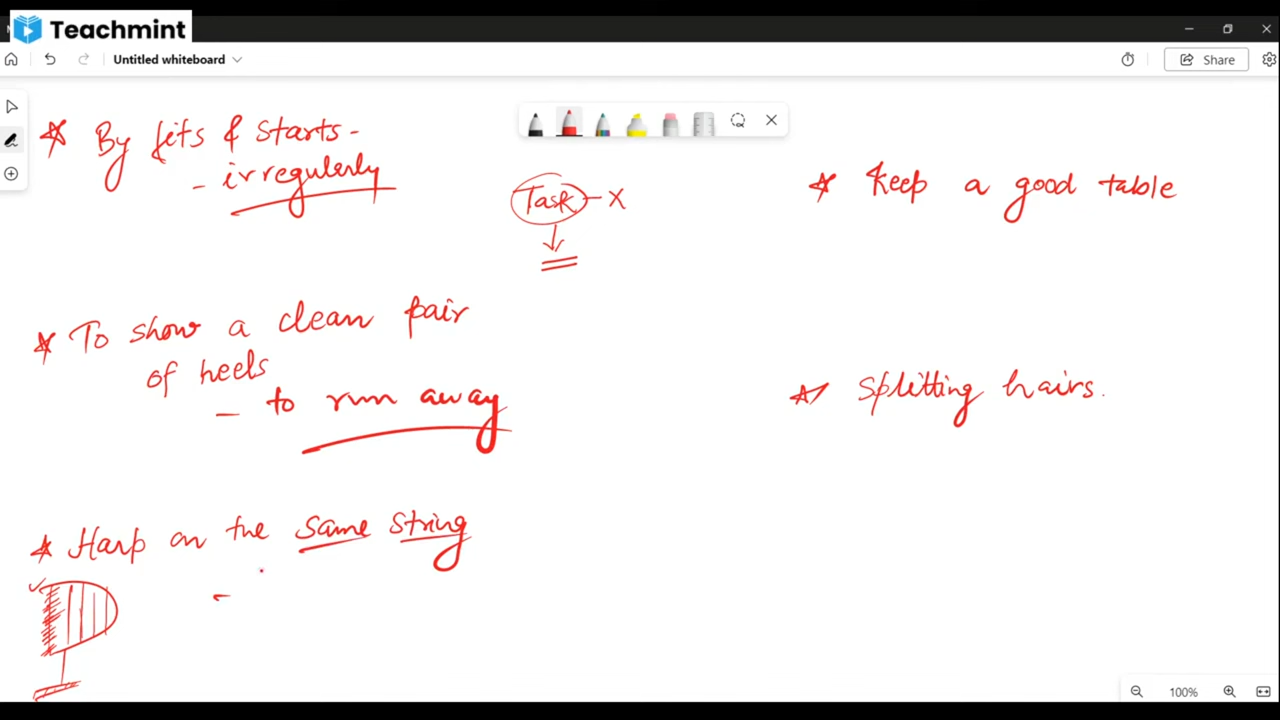 Teachmint
Untitled whiteboard
Share
☆ By fits & starts -
- irregularly
Task - X
☆ Keep a good table
☆ To show a clean pair
of heels
- to run away
☆ Splitting hairs.
☆ Harp on the same string
-
100%